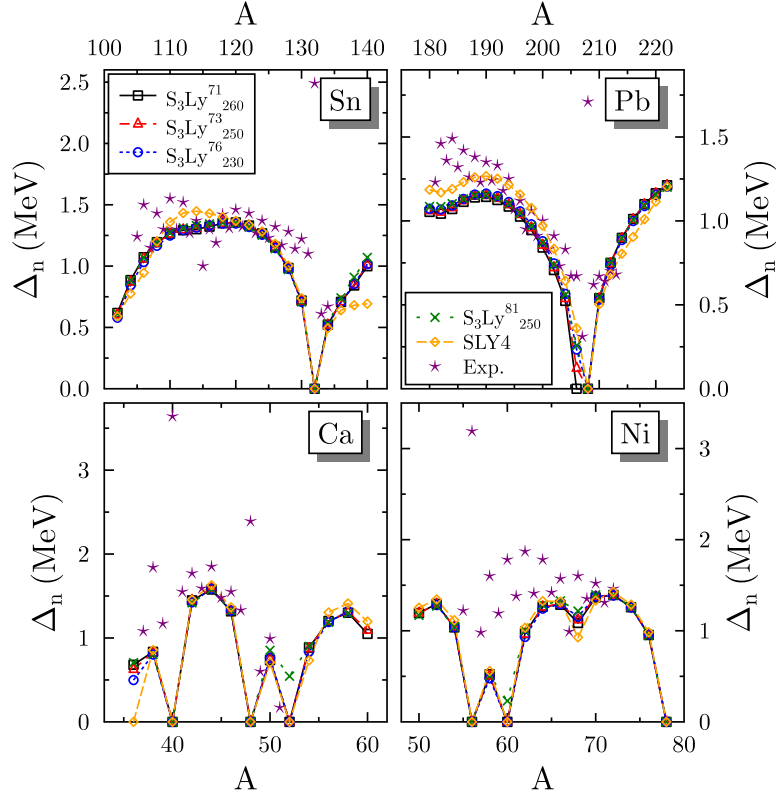 A A
100 110 120 130 140 180 190 200 210 220
2.5
2.0
1.5
1.0
0.5
0.0
Δn (MeV)
S₃Ly⁷¹₂₆₀
S₃Ly⁷³₂₅₀
S₃Ly⁷⁶₂₃₀
Sn
Pb
1.5
1.0
0.5
0.0
Δn (MeV)
S₃Ly⁸¹₂₅₀
SLY4
Exp.
3
2
1
0
Δn (MeV)
Ca
Ni
3
2
1
0
Δn (MeV)
40 50 60 50 60 70 80
A A